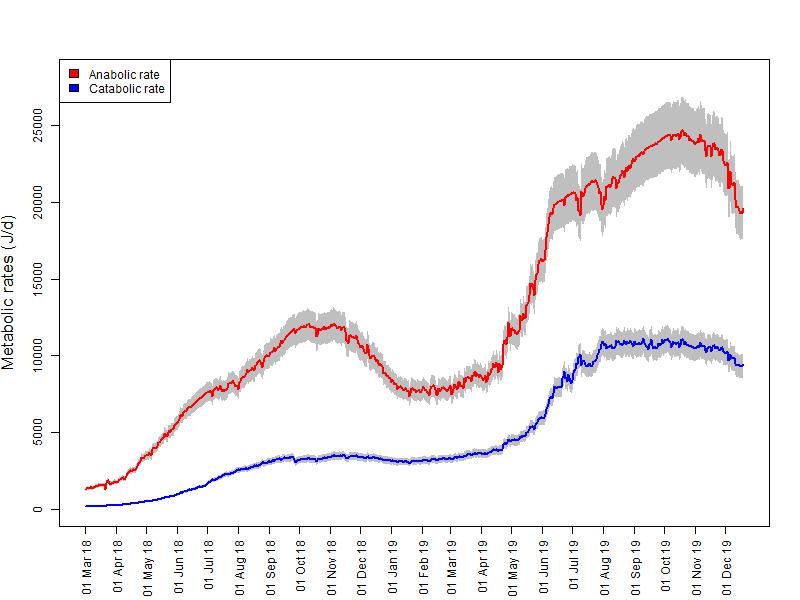 Anabolic rate
Catabolic rate
Metabolic rates (J/d)
25000
20000
15000
10000
5000
0
01 Mar 18
01 Apr 18
01 May 18
01 Jun 18
01 Jul 18
01 Aug 18
01 Sep 18
01 Oct 18
01 Nov 18
01 Dec 18
01 Jan 19
01 Feb 19
01 Mar 19
01 Apr 19
01 May 19
01 Jun 19
01 Jul 19
01 Aug 19
01 Sep 19
01 Oct 19
01 Nov 19
01 Dec 19